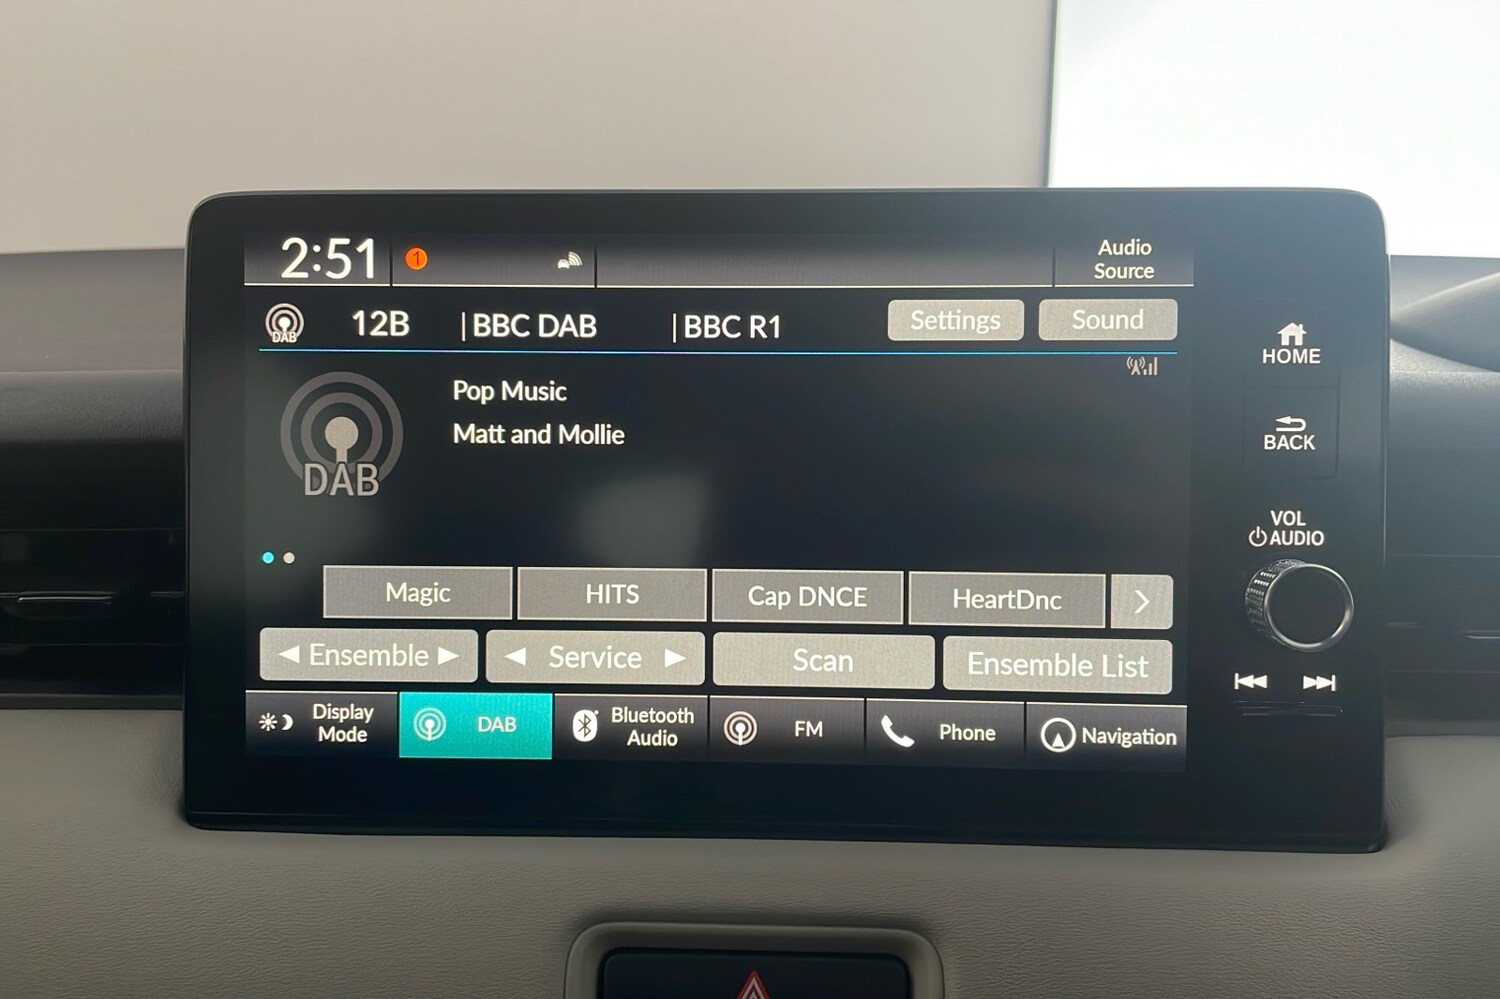 2:51
1
Audio
Source
DAB
12B
|BBC DAB
|BBC R1
Settings
Sound
HOME
Pop Music
Matt and Mollie
DAB
BACK
VOL
AUDIO
Magic
HITS
Cap DNCE
HeartDnc
Ensemble
Service
Scan
Ensemble List
Display
Mode
DAB
Bluetooth
Audio
FM
Phone
Navigation